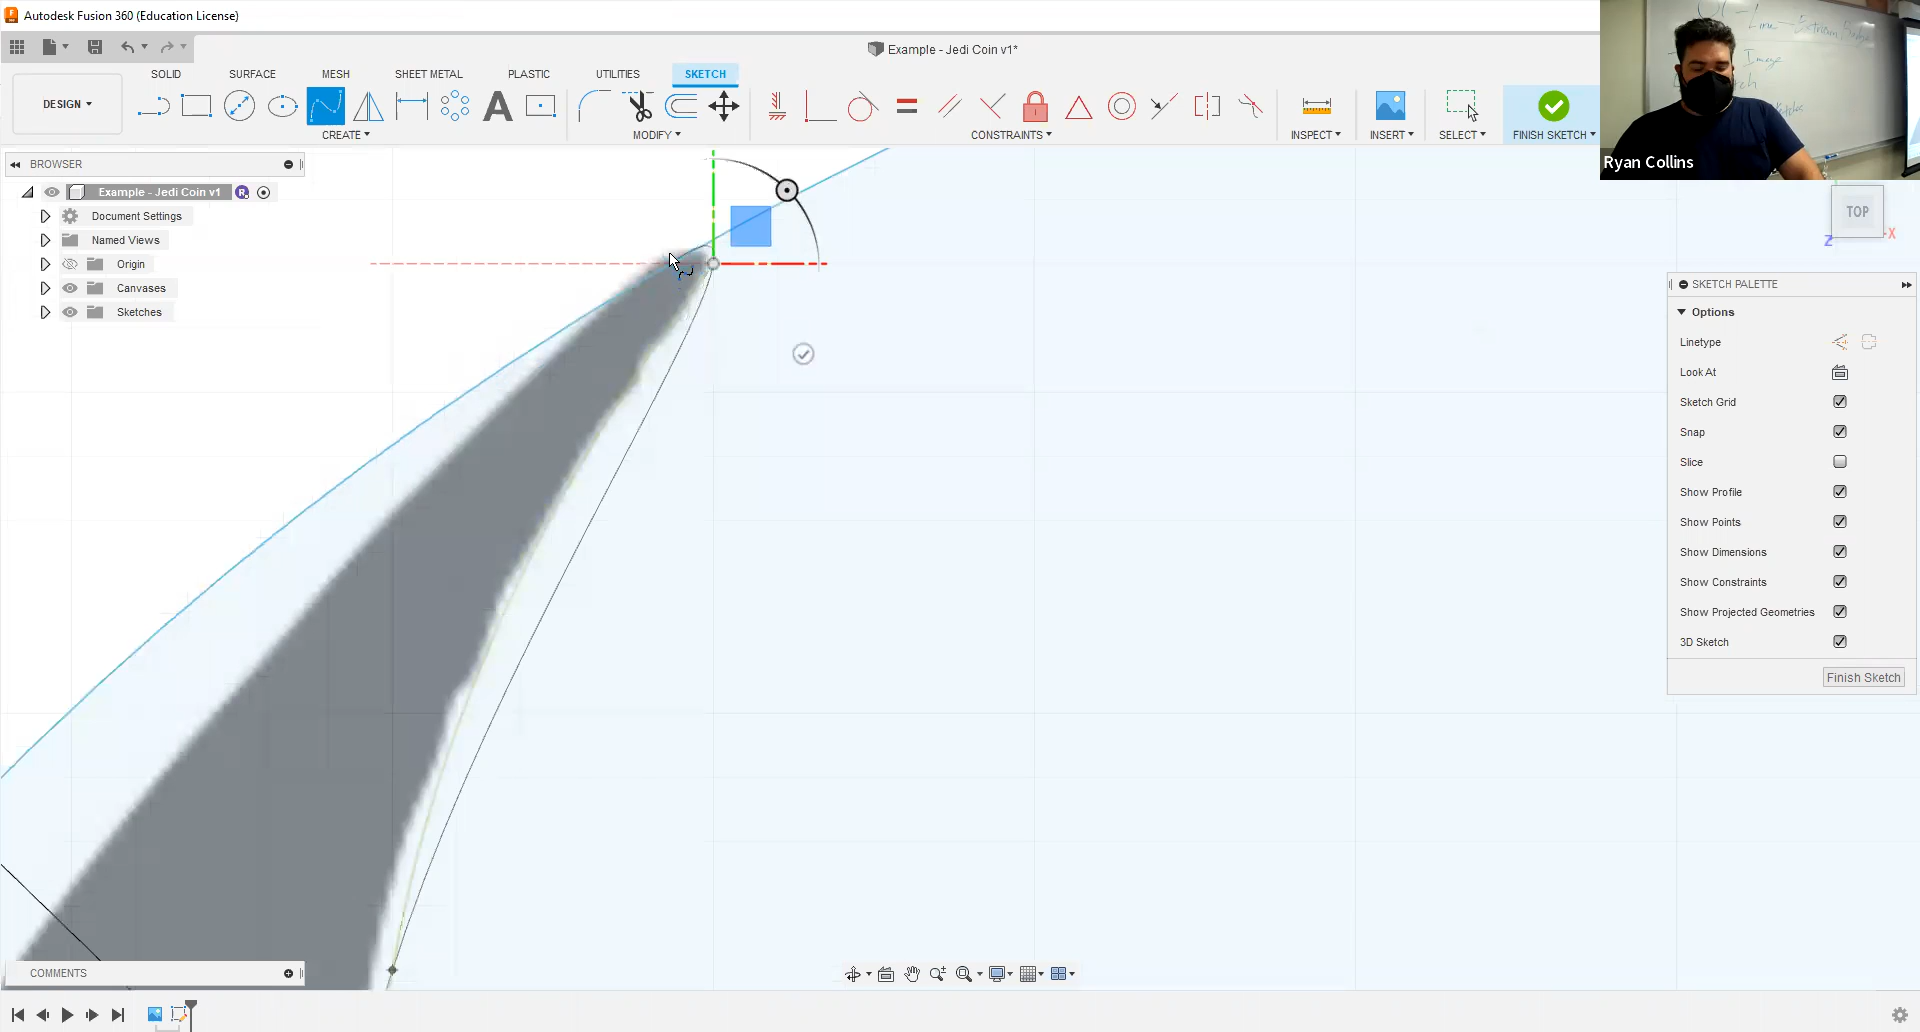 Autodesk Fusion 360 (Education License)
Example - Jedi Coin v1*
SOLID SURFACE MESH SHEET METAL PLASTIC UTILITIES SKETCH
DESIGN
CREATE MODIFY CONSTRAINTS INSPECT INSERT SELECT FINISH SKETCH
Image
Ryan Collins
BROWSER
Example - Jedi Coin v1
Document Settings
Named Views
Origin
Canvases
Sketches
TOP
X
Z
SKETCH PALETTE
Options
Linetype
Look At
Sketch Grid
Snap
Slice
Show Profile
Show Points
Show Dimensions
Show Constraints
Show Projected Geometries
3D Sketch
Finish Sketch
COMMENTS